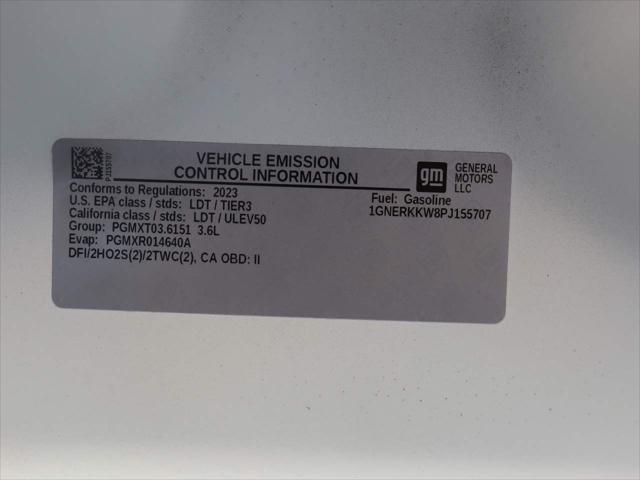 PJ155707
VEHICLE EMISSION
CONTROL INFORMATION
gm
GENERAL
MOTORS
LLC
Conforms to Regulations: 2023
U.S. EPA class / stds: LDT / TIER3
California class / stds: LDT / ULEV50
Group: PGMXT03.6151 3.6L
Evap: PGMXR014640A
DFI/2HO2S(2)/2TWC(2), CA OBD: II
Fuel: Gasoline
1GNERKKW8PJ155707